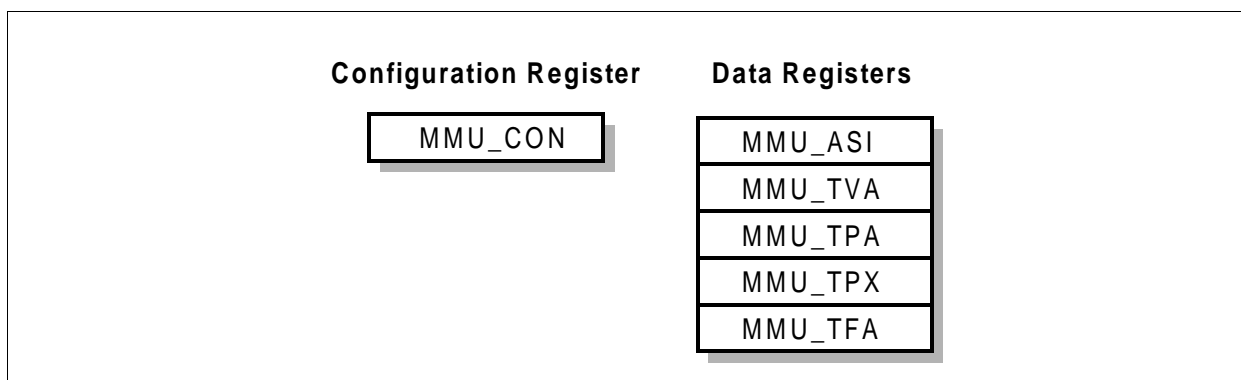 Configuration Register
MMU_CON
Data Registers
MMU_ASI
MMU_TVA
MMU_TPA
MMU_TPX
MMU_TFA